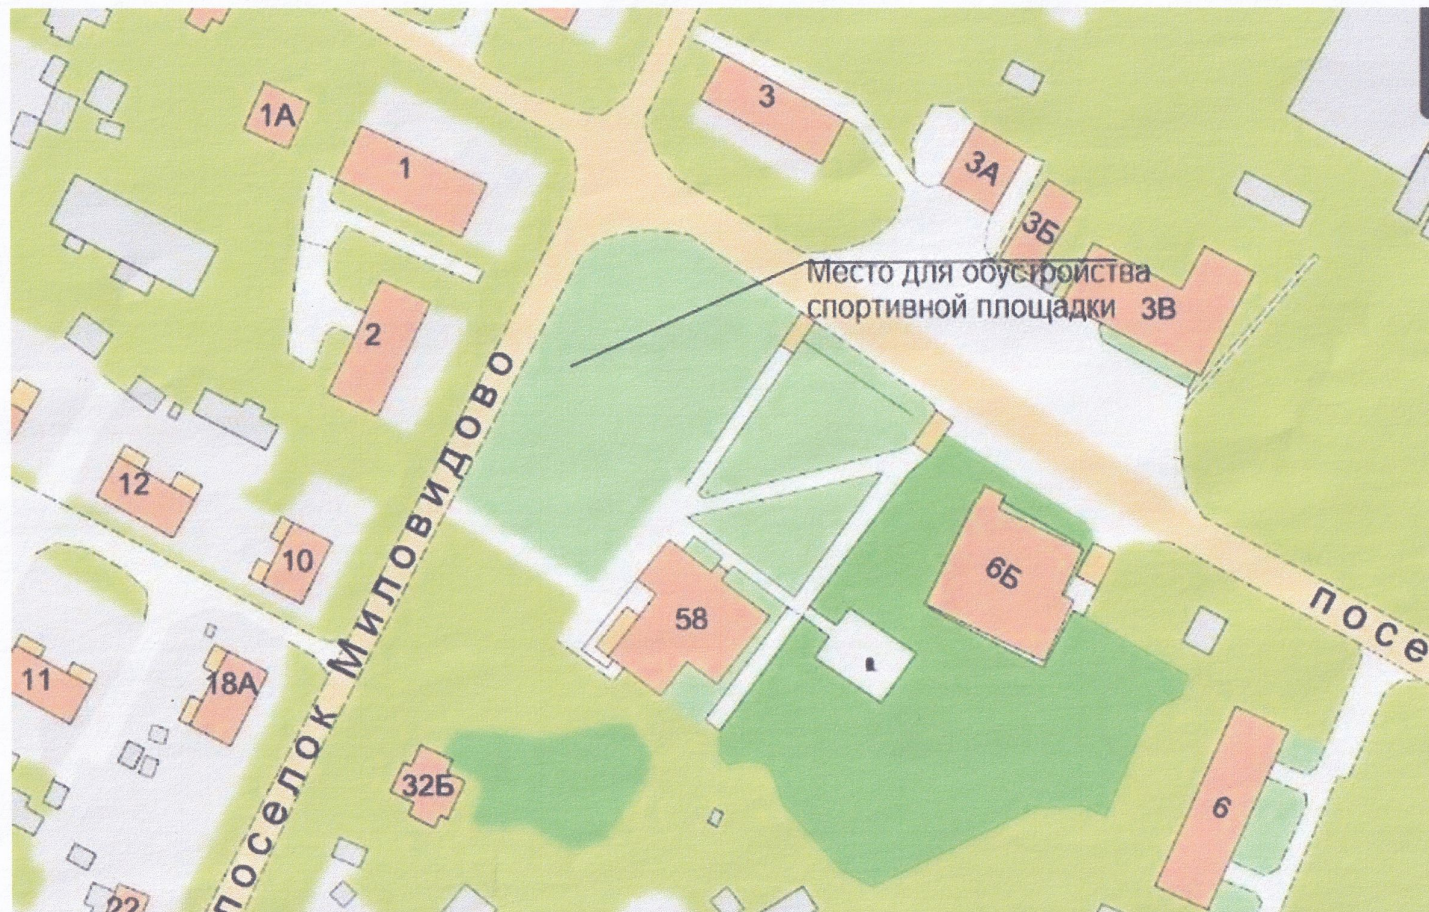 1А
1
3
3А
3Б
Место для обустройства
спортивной площадки 3В
2
12
10
58
6Б
11
18А
32Б
6
22
поселок Миловидово
посе